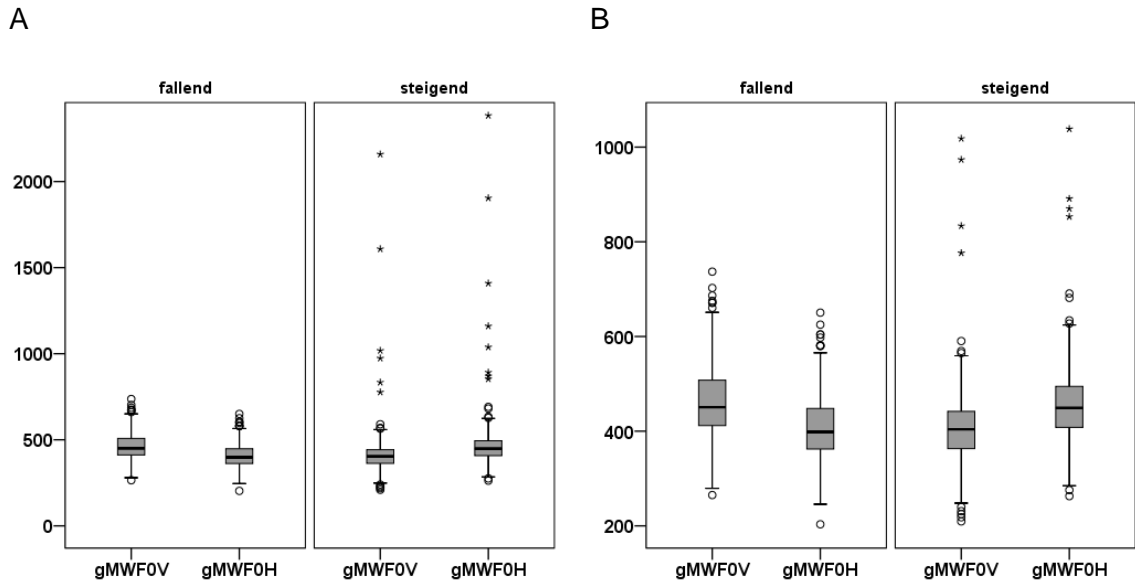 A
B
fallend
steigend
2000
1500
1000
500
0
gMWF0V
gMWF0H
gMWF0V
gMWF0H
fallend
steigend
1000
800
600
400
200
gMWF0V
gMWF0H
gMWF0V
gMWF0H